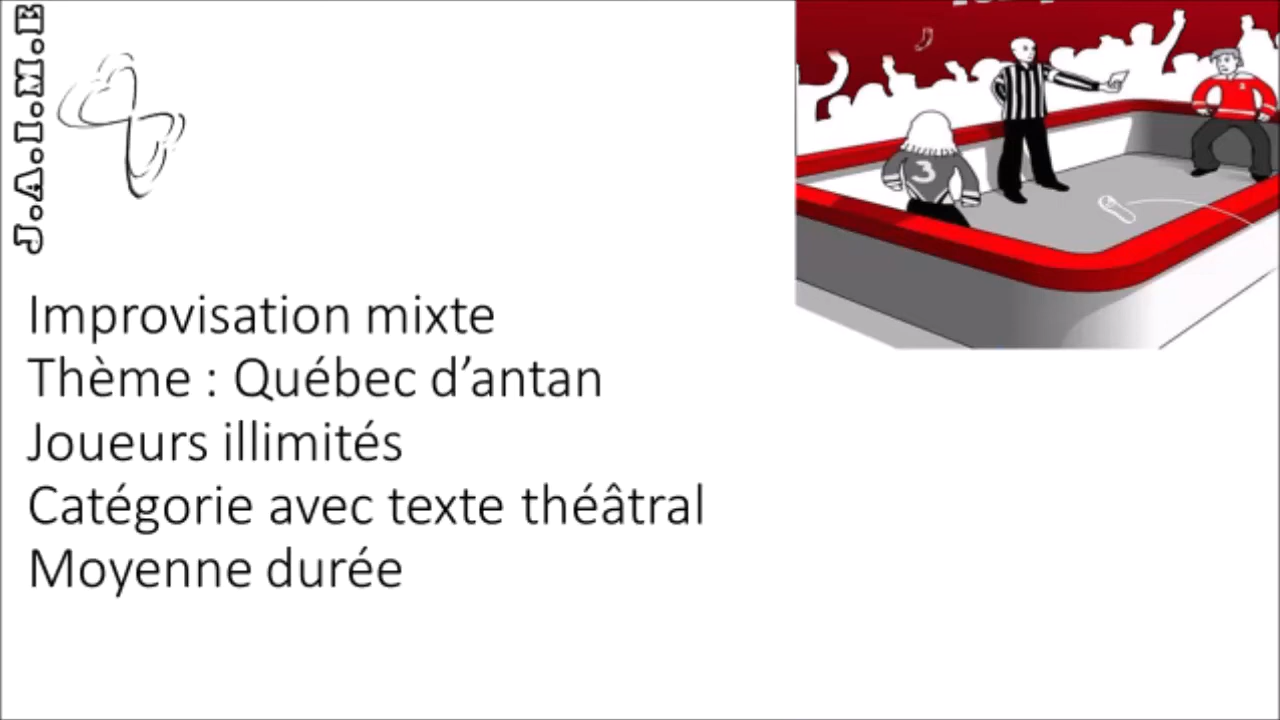 J.A.I.M.E
3
Improvisation mixte
Thème : Québec d’antan
Joueurs illimités
Catégorie avec texte théâtral
Moyenne durée